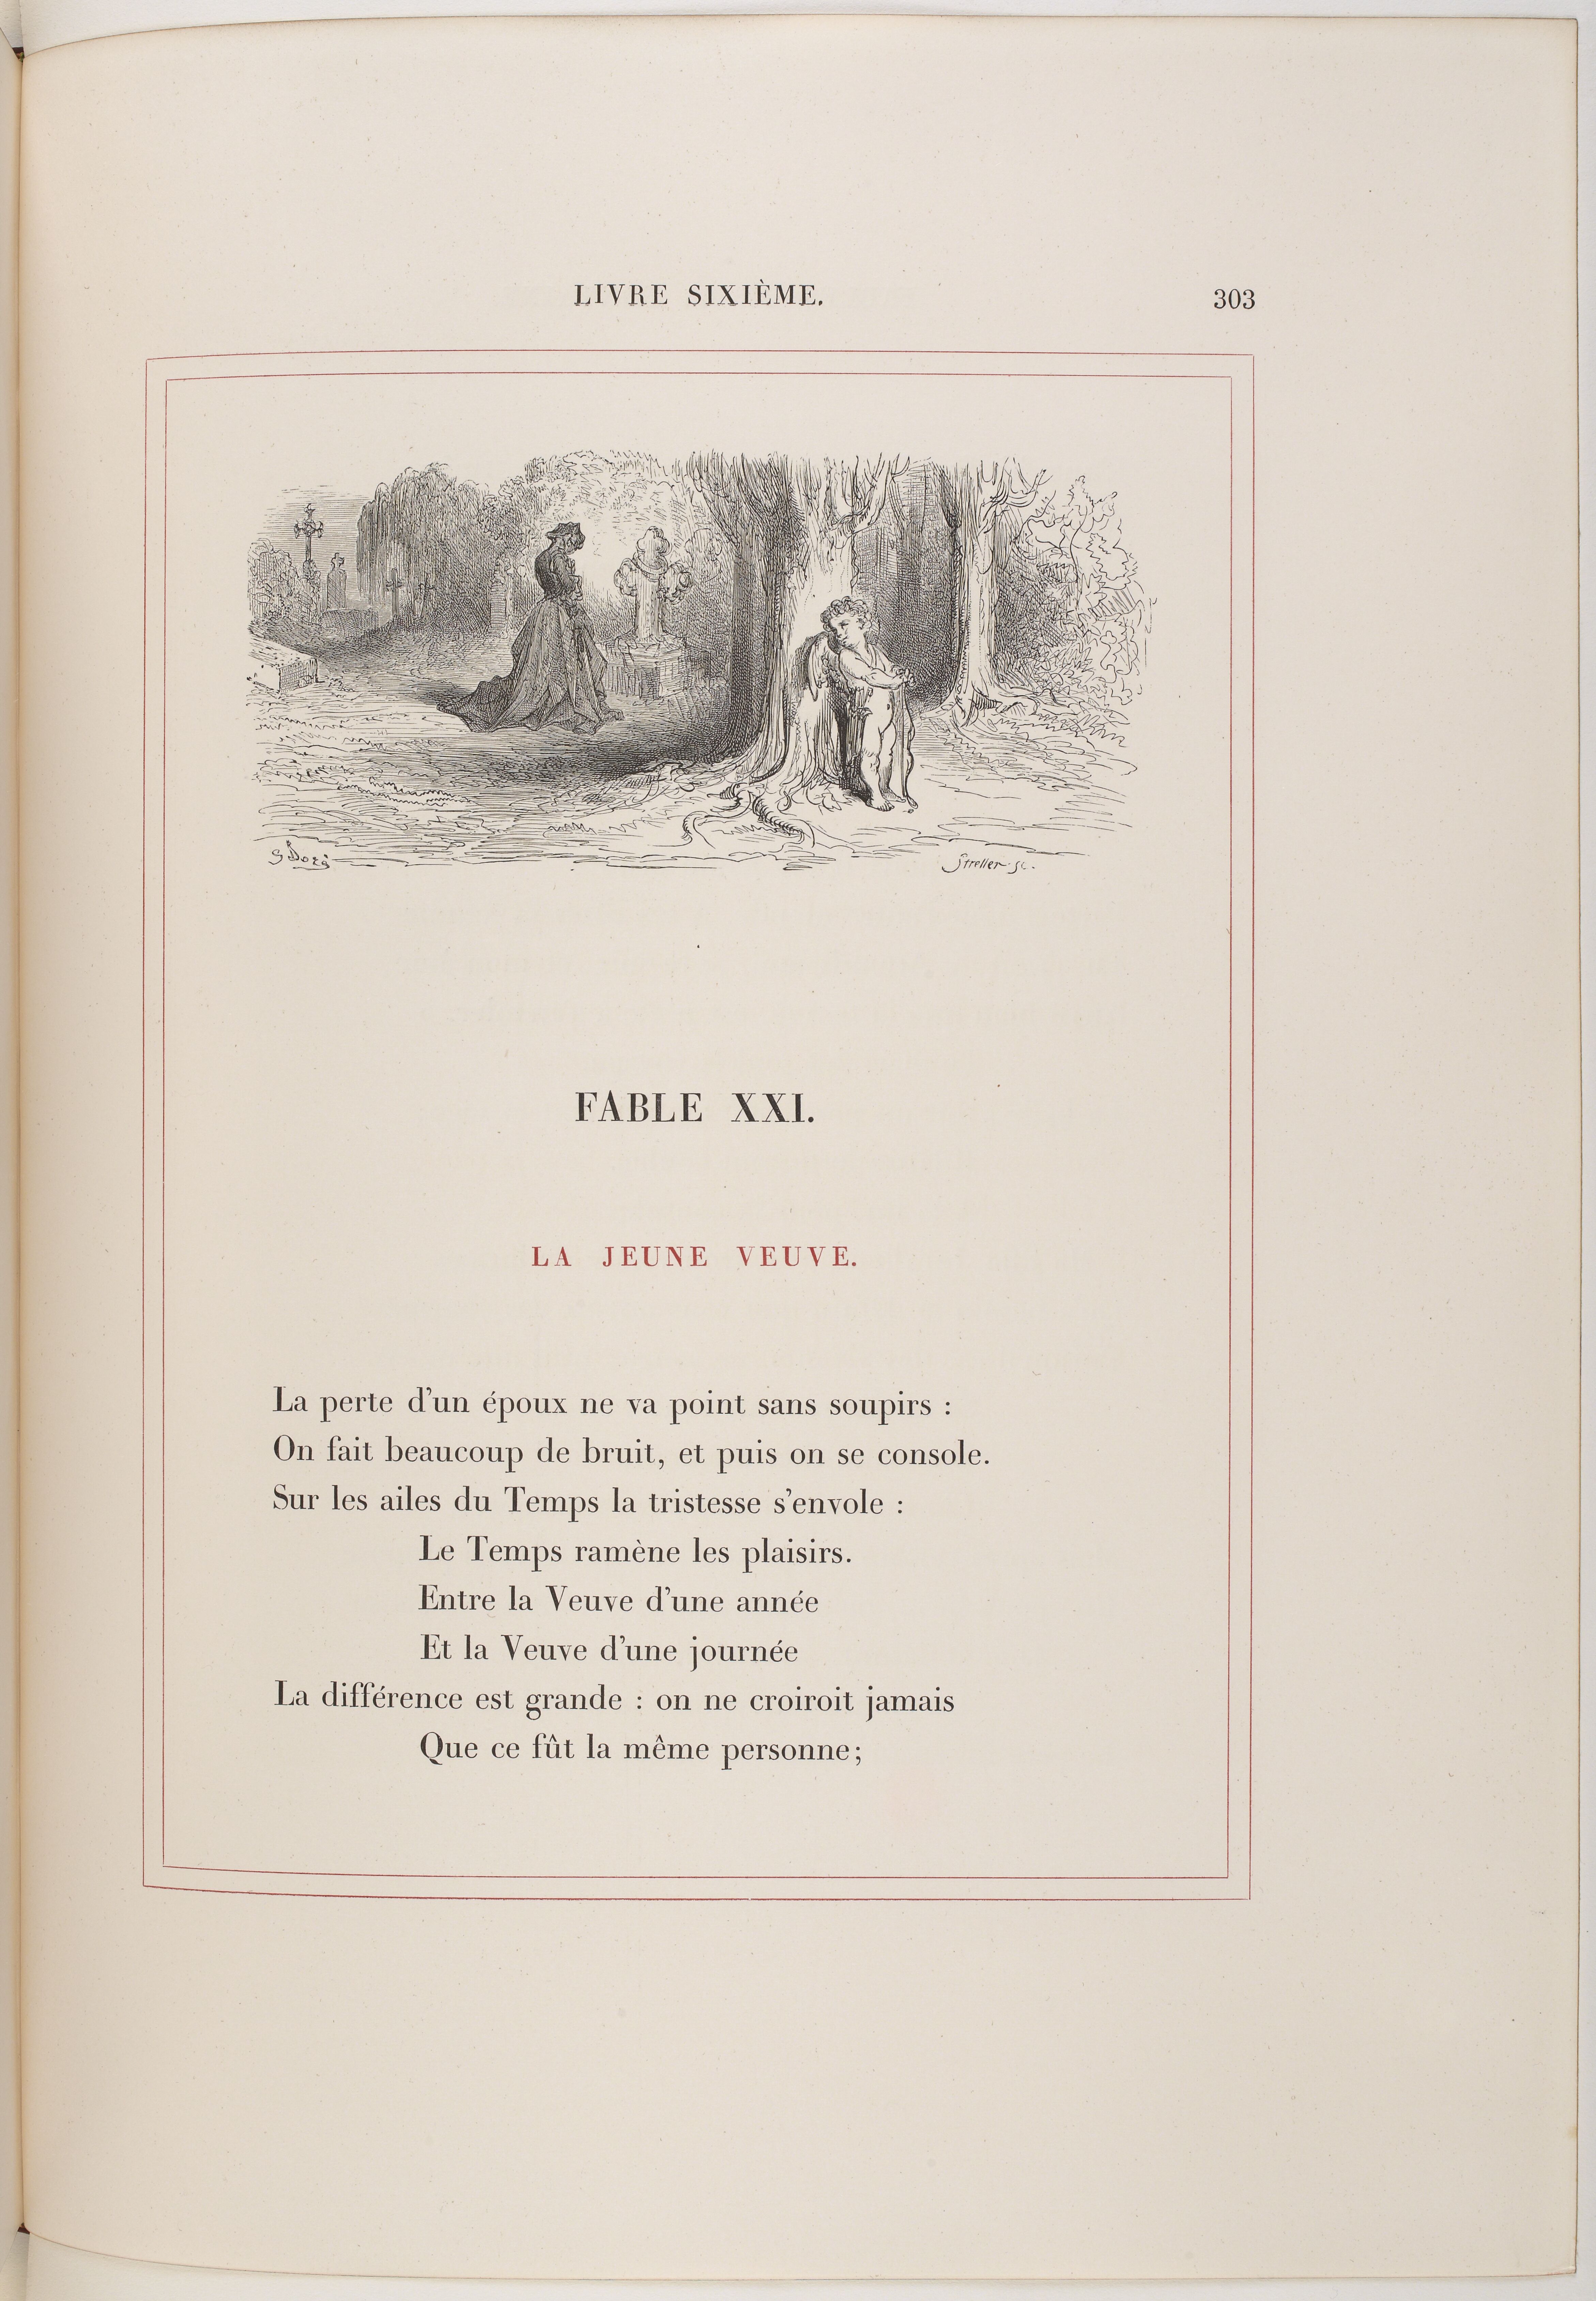 LIVRE SIXIÈME.
303
G Doré
Streller sc.
FABLE XXI.
LA JEUNE VEUVE.
La perte d'un époux ne va point sans soupirs :
On fait beaucoup de bruit, et puis on se console.
Sur les ailes du Temps la tristesse s'envole :
Le Temps ramène les plaisirs.
Entre la Veuve d'une année
Et la Veuve d'une journée
La différence est grande : on ne croiroit jamais
Que ce fût la même personne;